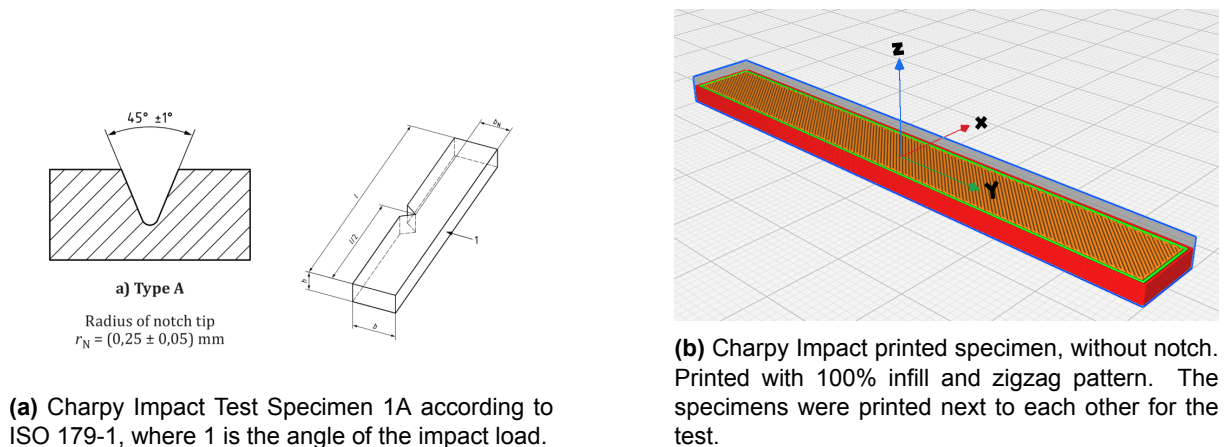 45° ±1°
a) Type A
Radius of notch tip
r_N = (0,25 ± 0,05) mm
b_N
l
l/2
1
h
b
(a) Charpy Impact Test Specimen 1A according to
ISO 179-1, where 1 is the angle of the impact load.
Z
X
Y
(b) Charpy Impact printed specimen, without notch.
Printed with 100% infill and zigzag pattern. The
specimens were printed next to each other for the
test.